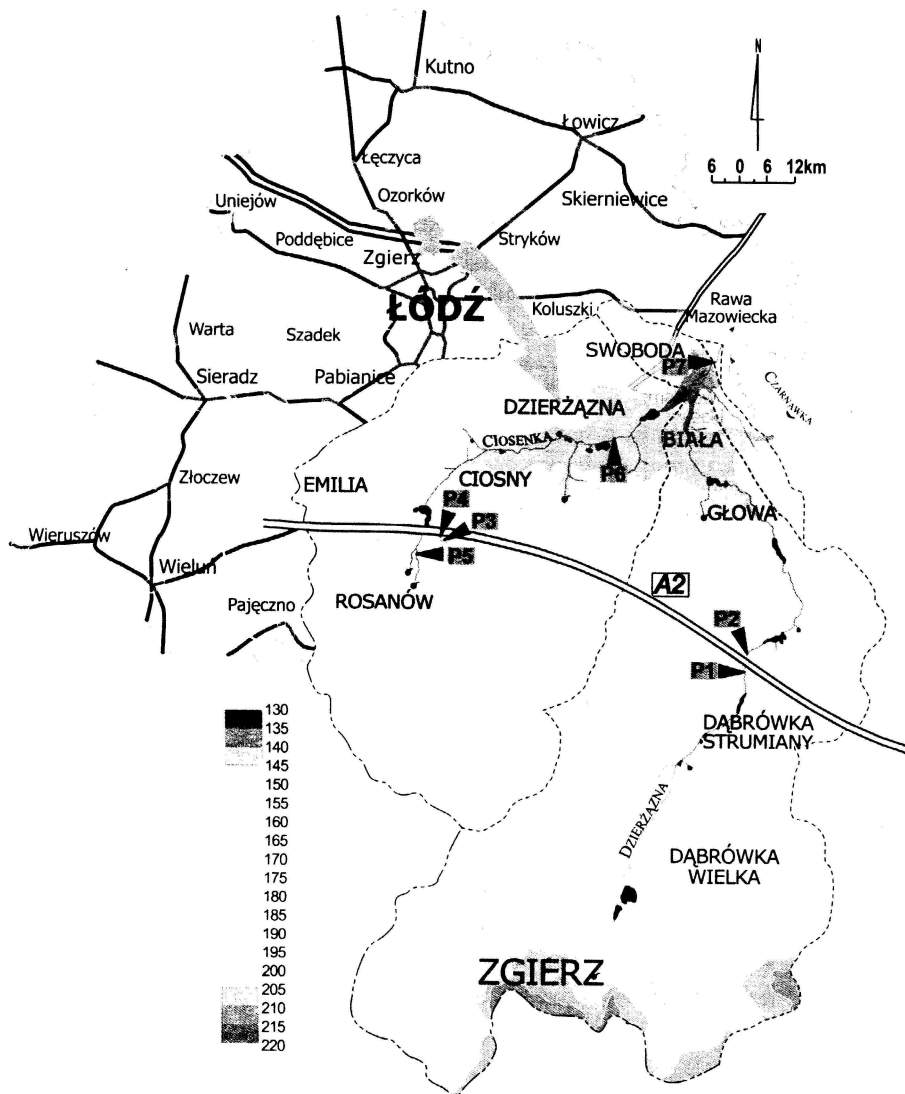 N
Kutno
Łowicz
6 0 6 12km
Łęczyca
Ozorków
Skierniewice
Uniejów
Poddębice
Stryków
Zgierz
ŁÓDŹ
Koluszki
Rawa
Mazowiecka
Warta
Szadek
SWOBODA
P7
CZARNAWKA
Sieradz
Pabianice
DZIERŻĄZNA
CIOSENKA
BIAŁA
P6
Złoczew
EMILIA
CIOSNY
P4
P3
GŁOWA
Wieruszów
Wieluń
P5
A2
Pajęczno
ROSANÓW
P2
P1
DĄBRÓWKA
STRUMIANY
130
135
140
145
150
155
160
165
170
175
180
185
190
195
200
205
210
215
220
DZIERŻĄZNA
DĄBRÓWKA
WIELKA
ZGIERZ